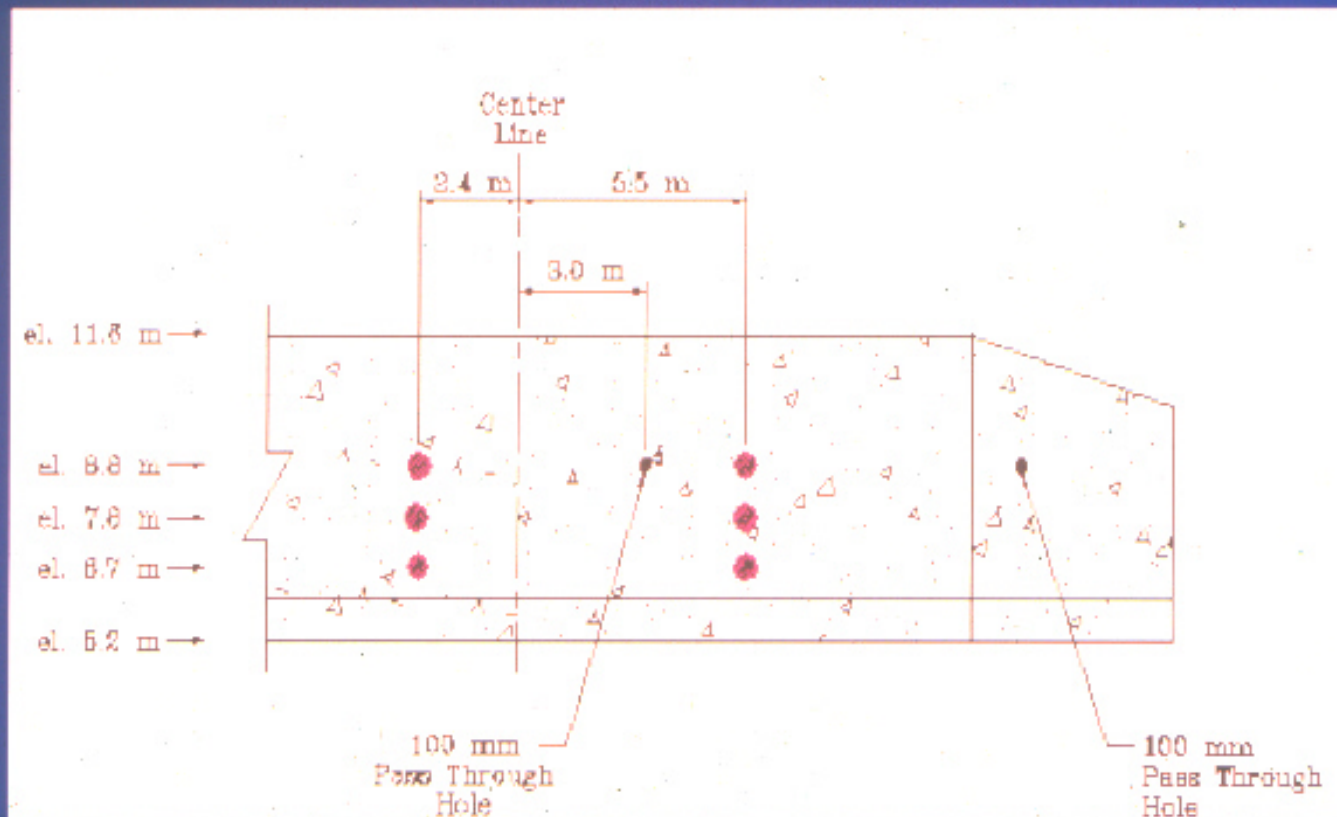 Center
Line
2.4 m
5.5 m
3.0 m
el. 11.6 m
el. 8.8 m
el. 7.6 m
el. 6.7 m
el. 5.2 m
100 mm
Pass Through
Hole
100 mm
Pass Through
Hole